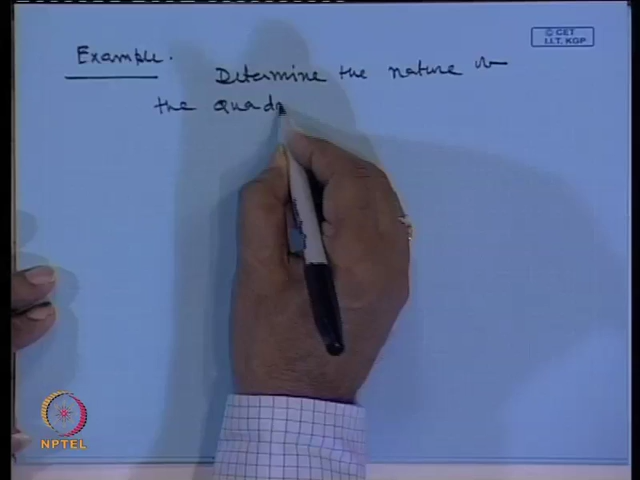 © CET
I.I.T. KGP
Example.
Determine the nature of
the quad
NPTEL